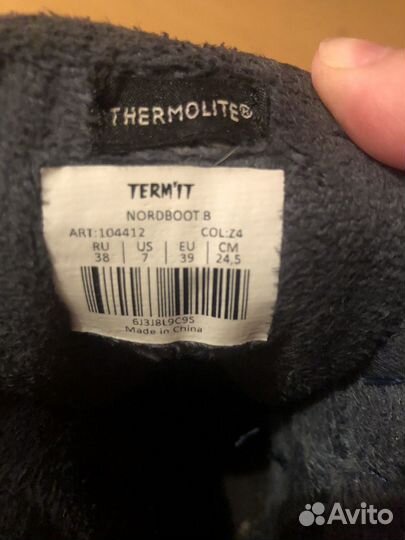 THERMOLITE®
TERM'IT
NORDBOOT B
ART:104412 COL:Z4
RU US EU CM
38 7 39 24,5
6J3J8L9C9S
Made in China
Avito